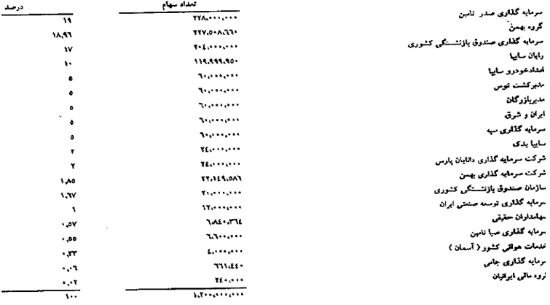 تعداد سهام درصد
سرمایه گذاری صدر تامین ۲۲۸،۰۰۰،۰۰۰ ۱۹
گروه بهمن ۲۲۷،۵۰۸،۶۶۰ ۱۸,۹۶
سرمایه گذاری صندوق بازنشستگی کشوری ۲۰۴،۰۰۰،۰۰۰ ۱۷
رایان سایپا ۱۱۹,۹۹۹,۹۵۰ ۱۰
امدادخودرو سایپا ۶۰،۰۰۰،۰۰۰ ۵
مدبرکشت توس ۶۰،۰۰۰،۰۰۰ ۵
مدیربازرگان ۶۰،۰۰۰،۰۰۰ ۵
ایران و شرق ۶۰،۰۰۰،۰۰۰ ۵
سرمایه گذاری سپه ۶۰،۰۰۰،۰۰۰ ۵
سایپا یدک ۲۴،۰۰۰،۰۰۰ ۲
شرکت سرمایه گذاری دانایان پارس ۲۴،۰۰۰،۰۰۰ ۲
شرکت سرمایه گذاری بهمن ۲۲،۱۴۹،۵۸۶ ۱,۸۵
سازمان صندوق بازنشستگی کشوری ۲۰،۰۰۰،۰۰۰ ۱,۶۷
سرمایه گذاری توسعه صنعتی ایران ۱۲،۰۰۰،۰۰۰ ۱
سهامداران حقیقی ۶،۸۴۰،۳۶۴ ۰,۵۷
سرمایه گذاری صبا تامین ۶،۶۰۰،۰۰۰ ۰,۵۵
خدمات هوائی کشور ( آسمان ) ۴،۰۰۰،۰۰۰ ۰,۳۳
سرمایه گذاری جامی ۶۶۱،۴۴۰ ۰,۰۶
گروه مالی ایرانیان ۲۴۰،۰۰۰ ۰,۰۲
۱،۲۰۰،۰۰۰،۰۰۰ ۱۰۰